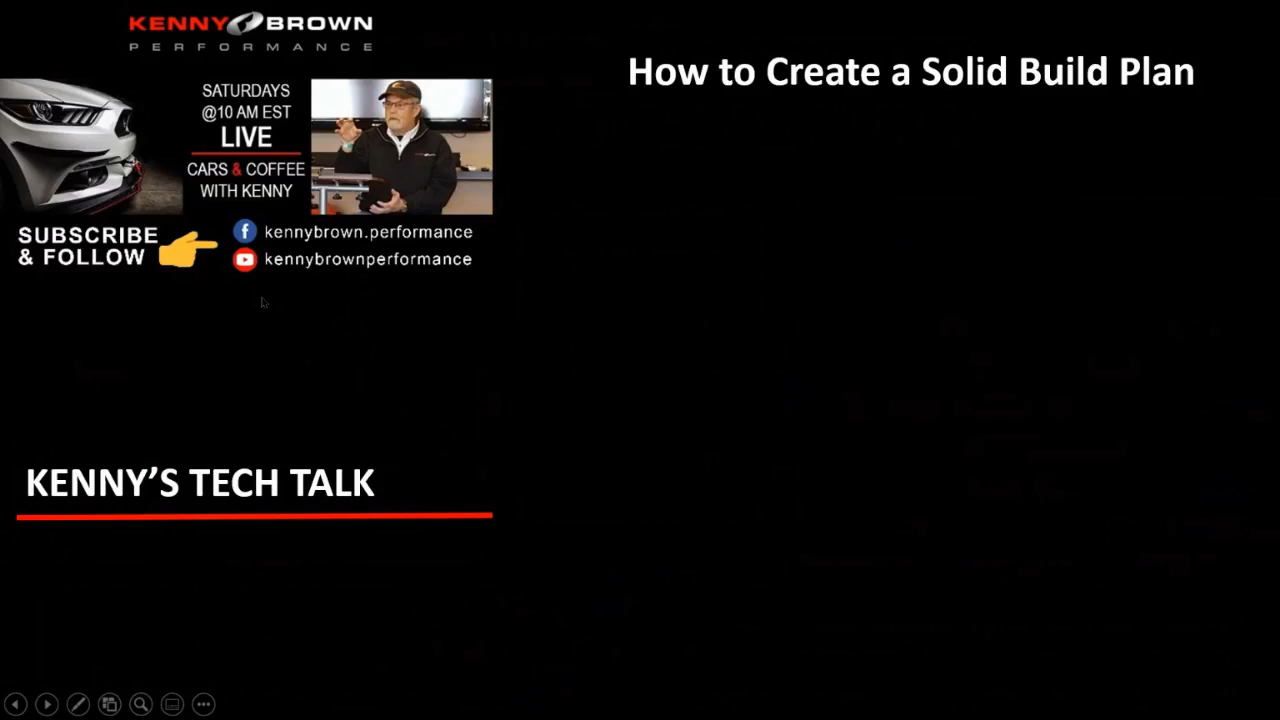 KENNY BROWN
PERFORMANCE
How to Create a Solid Build Plan
SATURDAYS
@10 AM EST
LIVE
CARS & COFFEE
WITH KENNY
SUBSCRIBE
& FOLLOW
kennybrown.performance
kennybrownperformance
KENNY’S TECH TALK